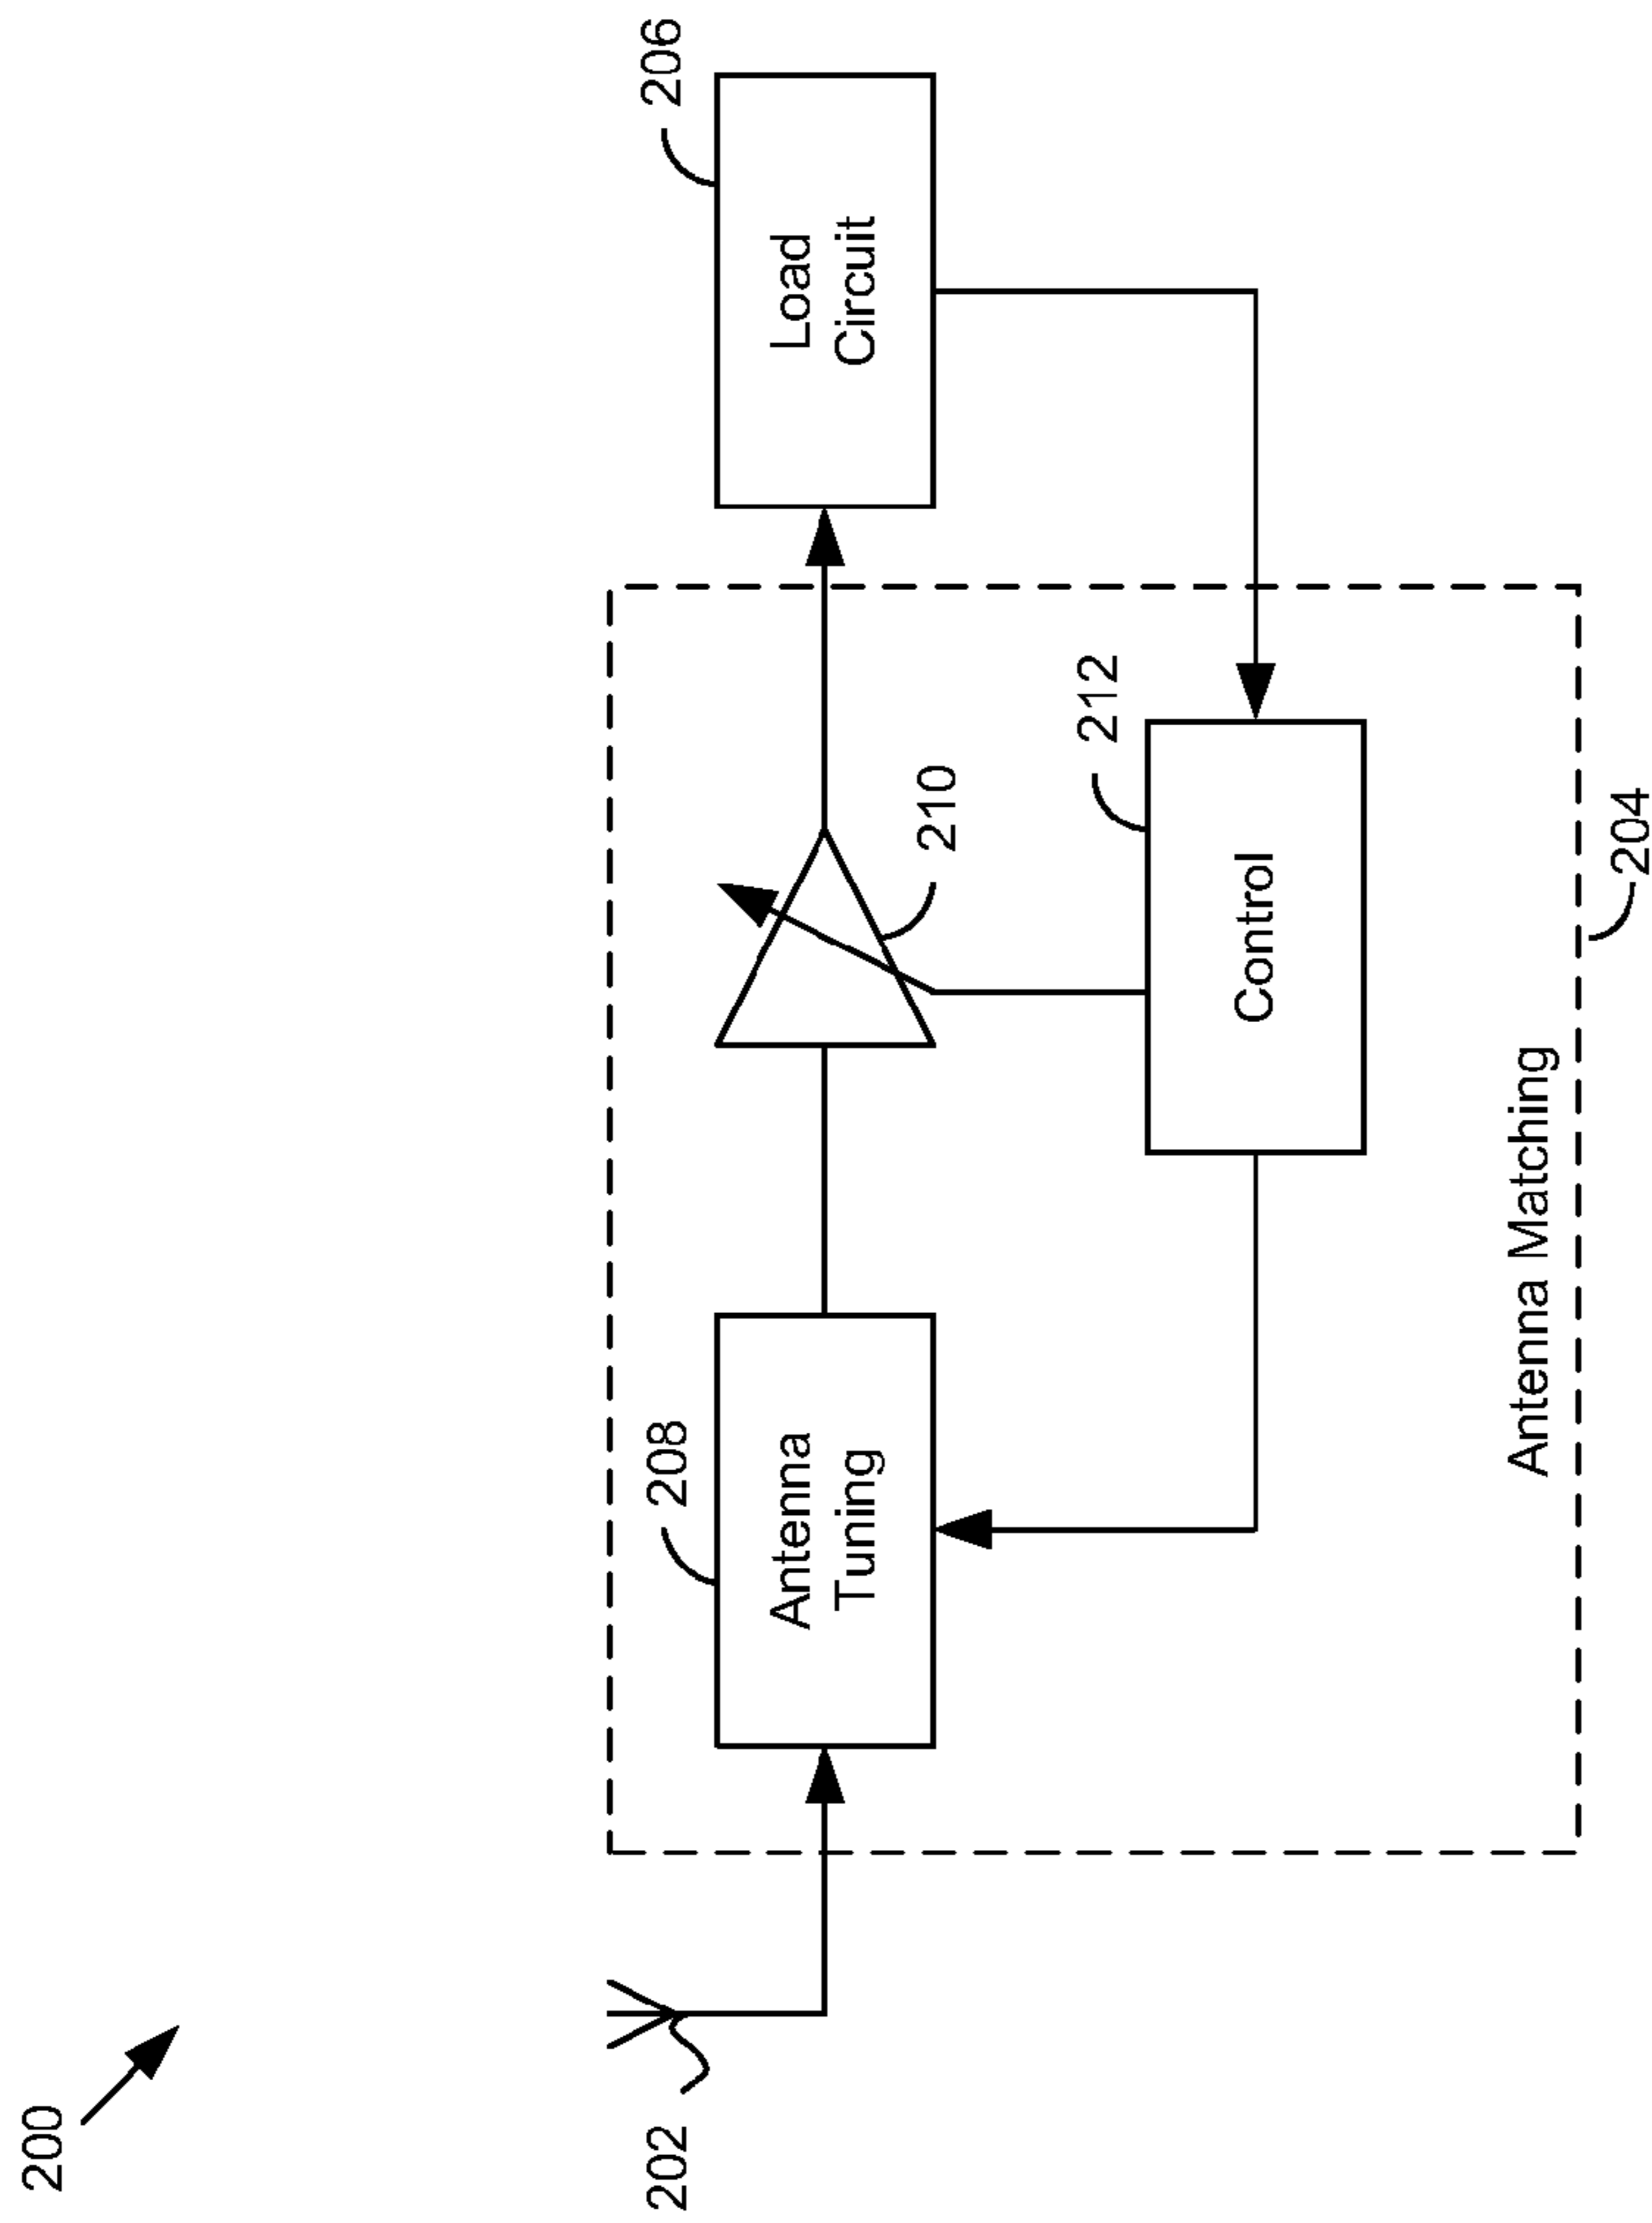 200
202
208
Antenna
Tuning
210
206
Load
Circuit
212
Control
Antenna Matching
204